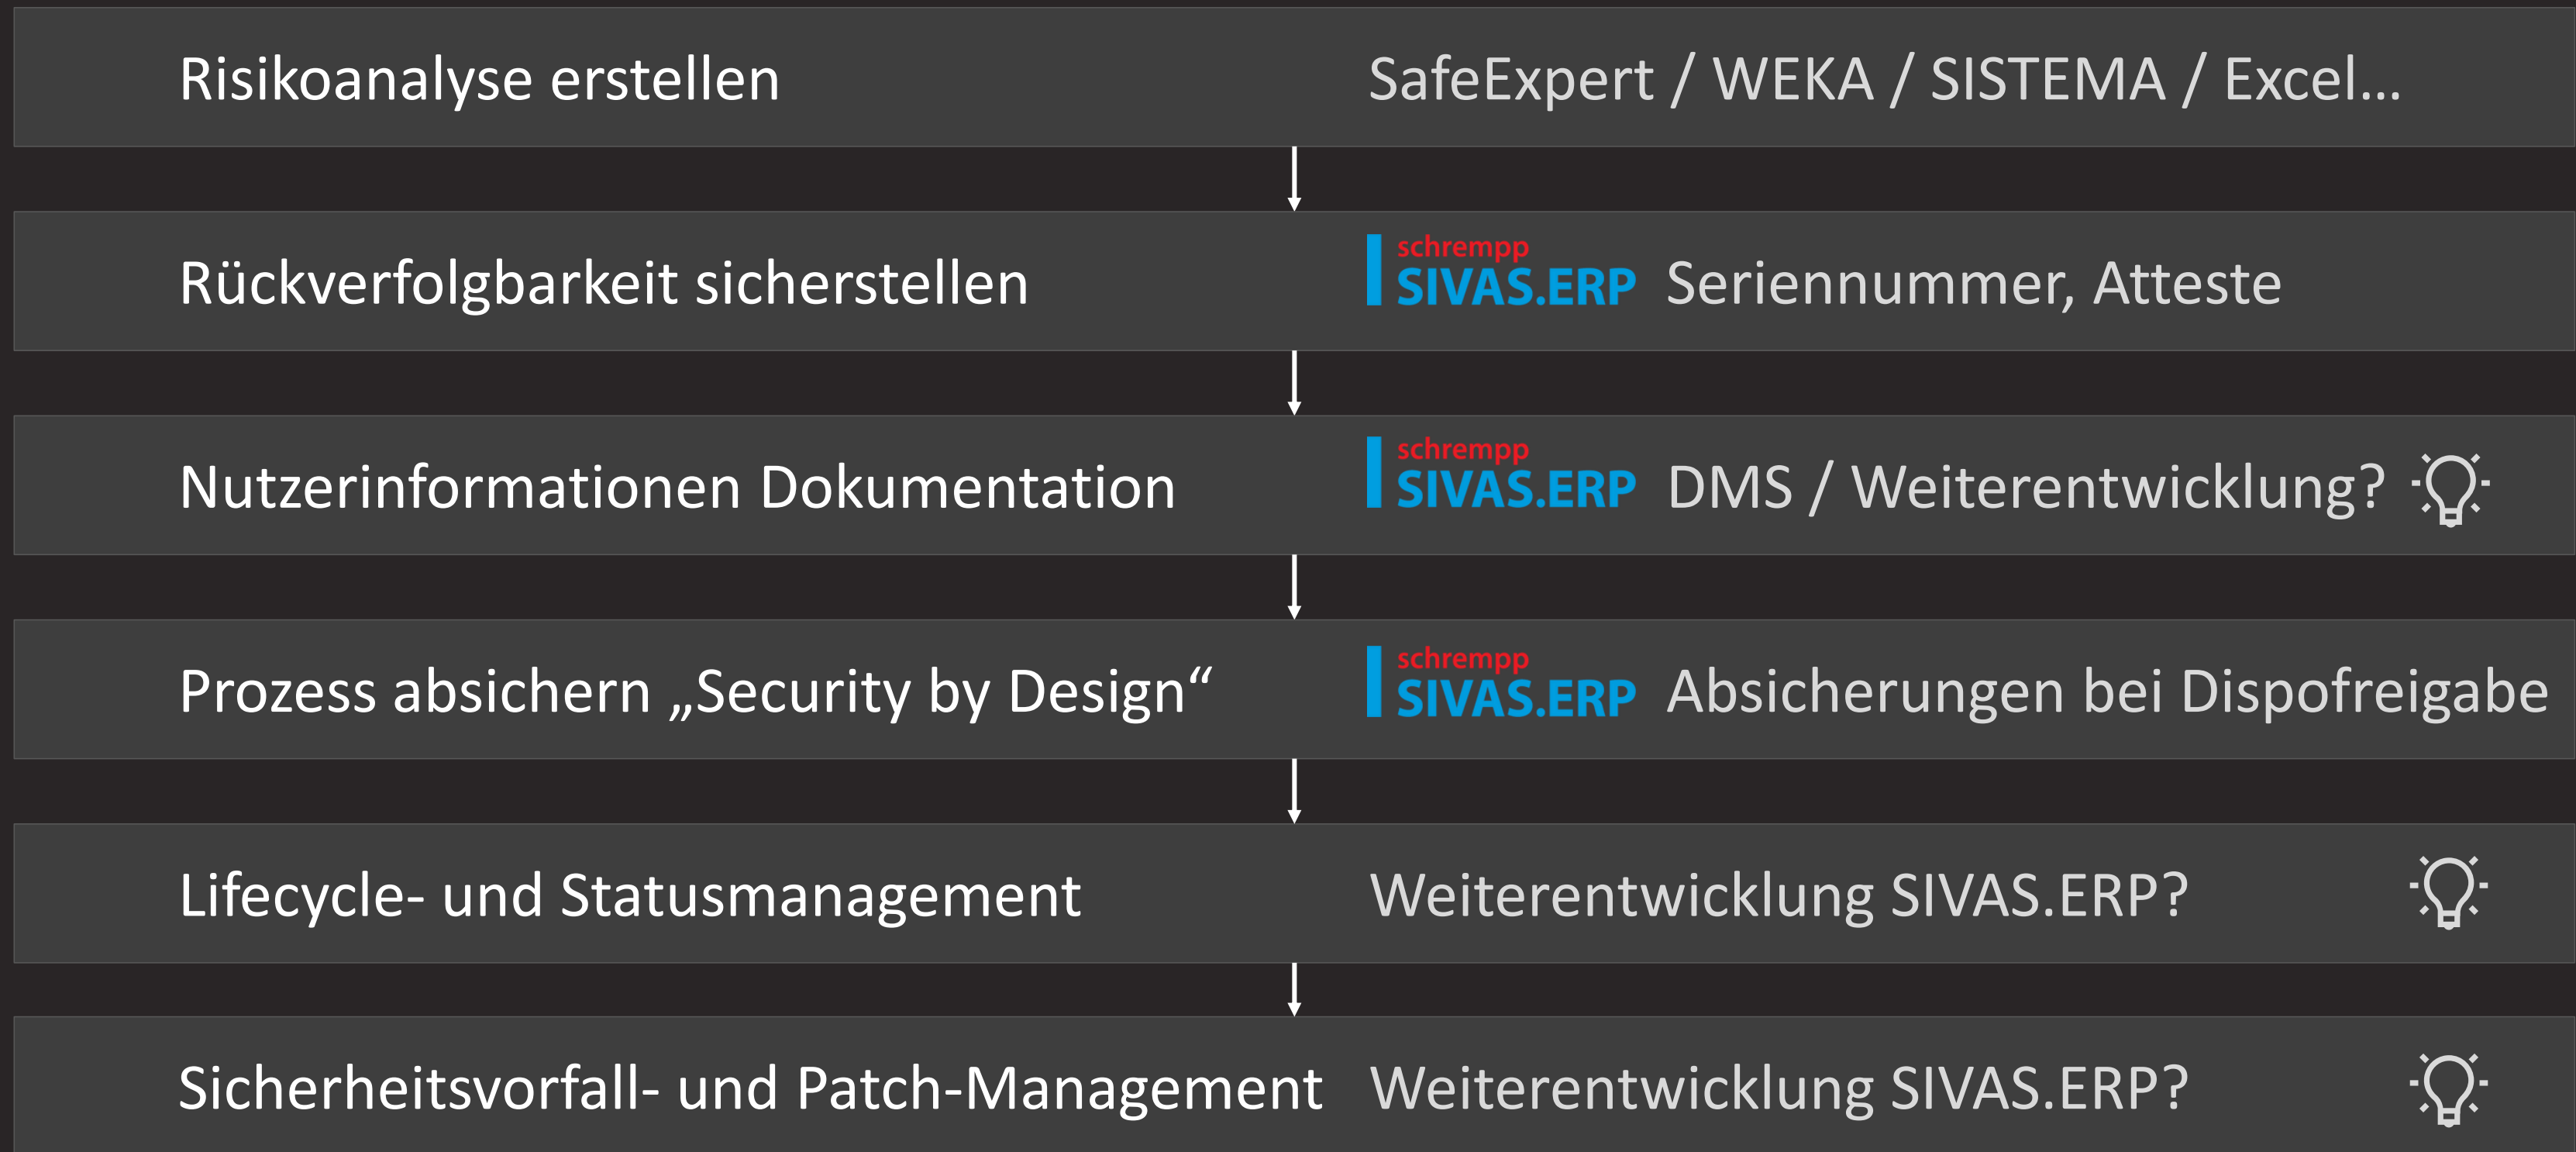 Risikoanalyse erstellen SafeExpert / WEKA / SISTEMA / Excel...
Rückverfolgbarkeit sicherstellen schrempp SIVAS.ERP Seriennummer, Atteste
Nutzerinformationen Dokumentation schrempp SIVAS.ERP DMS / Weiterentwicklung?
Prozess absichern „Security by Design“ schrempp SIVAS.ERP Absicherungen bei Dispofreigabe
Lifecycle- und Statusmanagement Weiterentwicklung SIVAS.ERP?
Sicherheitsvorfall- und Patch-Management Weiterentwicklung SIVAS.ERP?